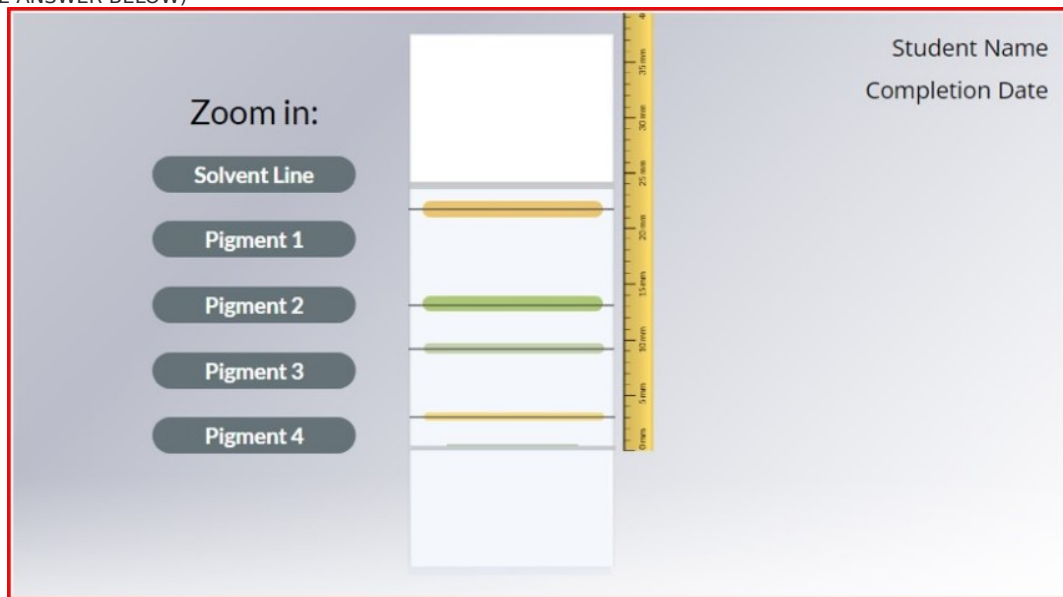 Student Name
Completion Date
Zoom in:
Solvent Line
Pigment 1
Pigment 2
Pigment 3
Pigment 4
35 mm
30 mm
25 mm
20 mm
15 mm
10 mm
5 mm
0 mm